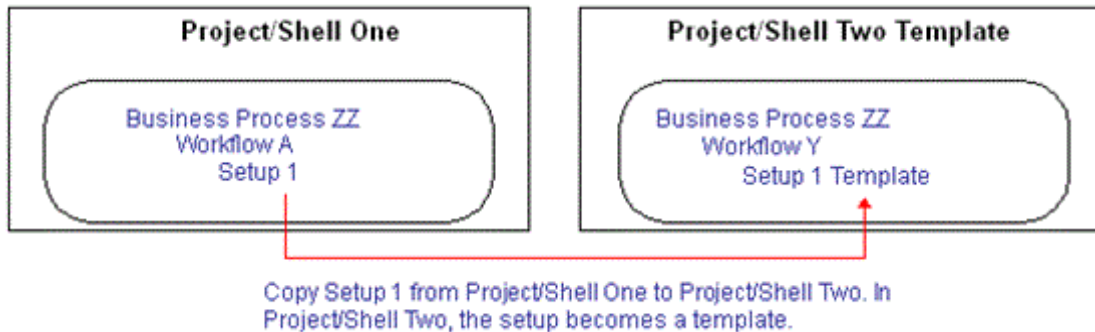 Project/Shell One
Business Process ZZ
Workflow A
Setup 1
Project/Shell Two Template
Business Process ZZ
Workflow Y
Setup 1 Template
Copy Setup 1 from Project/Shell One to Project/Shell Two. In
Project/Shell Two, the setup becomes a template.